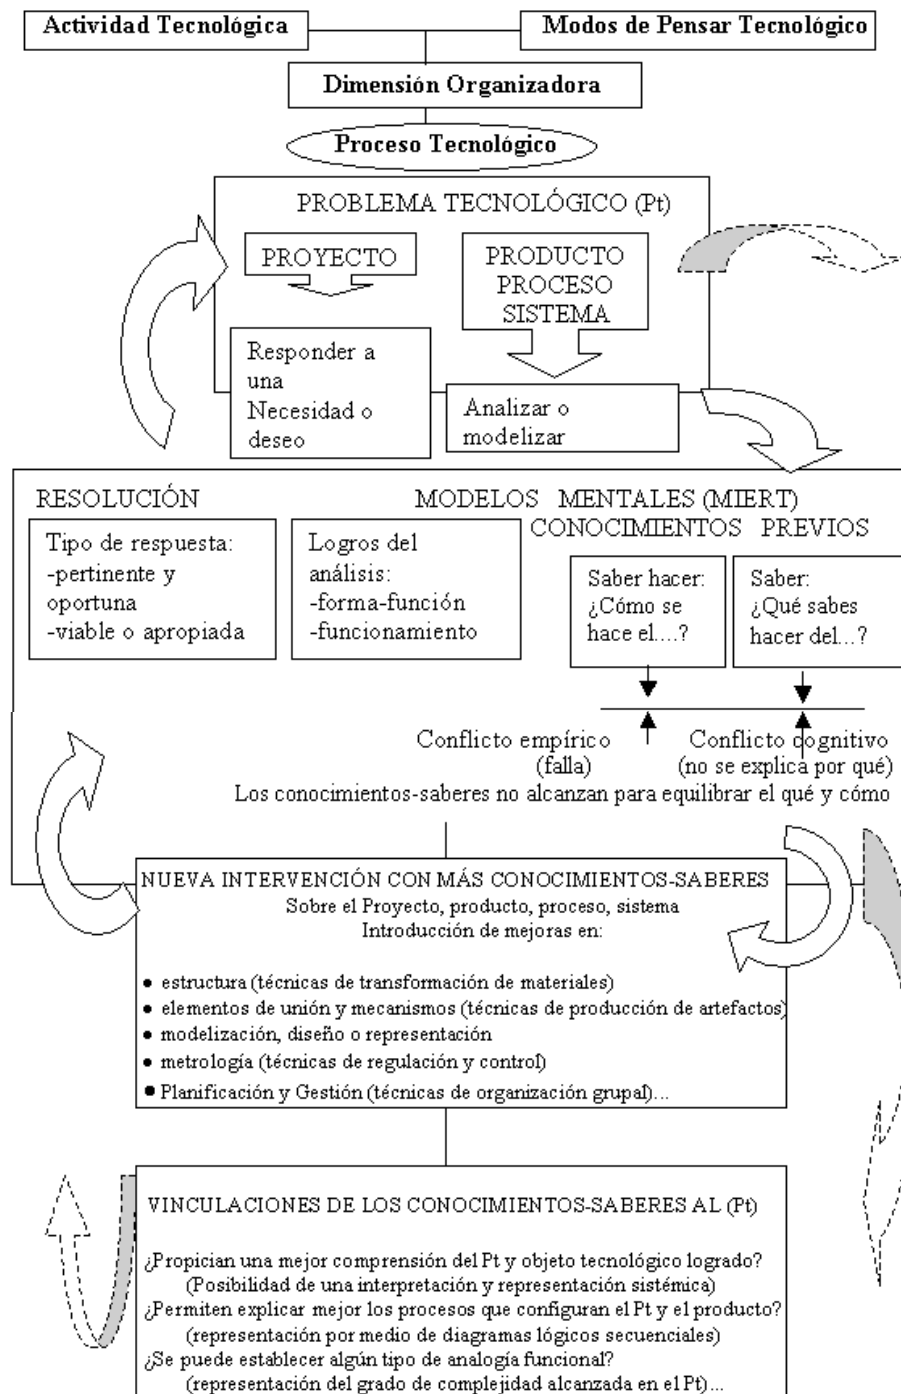 Actividad Tecnológica
Modos de Pensar Tecnológico
Dimensión Organizadora
Proceso Tecnológico
PROBLEMA TECNOLÓGICO (Pt)
PROYECTO
PRODUCTO
PROCESO
SISTEMA
Responder a
una
Necesidad o
deseo
Analizar o
modelizar
RESOLUCIÓN
MODELOS MENTALES (MIERT)
CONOCIMIENTOS PREVIOS
Tipo de respuesta:
-pertinente y
oportuna
-viable o apropiada
Logros del
análisis:
-forma-función
-funcionamiento
Saber hacer:
¿Cómo se
hace el....?
Saber:
¿Qué sabes
hacer del...?
Conflicto empírico
(falla)
Conflicto cognitivo
(no se explica por qué)
Los conocimientos-saberes no alcanzan para equilibrar el qué y cómo
NUEVA INTERVENCIÓN CON MÁS CONOCIMIENTOS-SABERES
Sobre el Proyecto, producto, proceso, sistema
Introducción de mejoras en:
● estructura (técnicas de transformación de materiales)
● elementos de unión y mecanismos (técnicas de producción de artefactos)
● modelización, diseño o representación
● metrología (técnicas de regulación y control)
● Planificación y Gestión (técnicas de organización grupal)...
VINCULACIONES DE LOS CONOCIMIENTOS-SABERES AL (Pt)
¿Propician una mejor comprensión del Pt y objeto tecnológico logrado?
(Posibilidad de una interpretación y representación sistémica)
¿Permiten explicar mejor los procesos que configuran el Pt y el producto?
(representación por medio de diagramas lógicos secuenciales)
¿Se puede establecer algún tipo de analogía funcional?
(representación del grado de complejidad alcanzada en el Pt)...